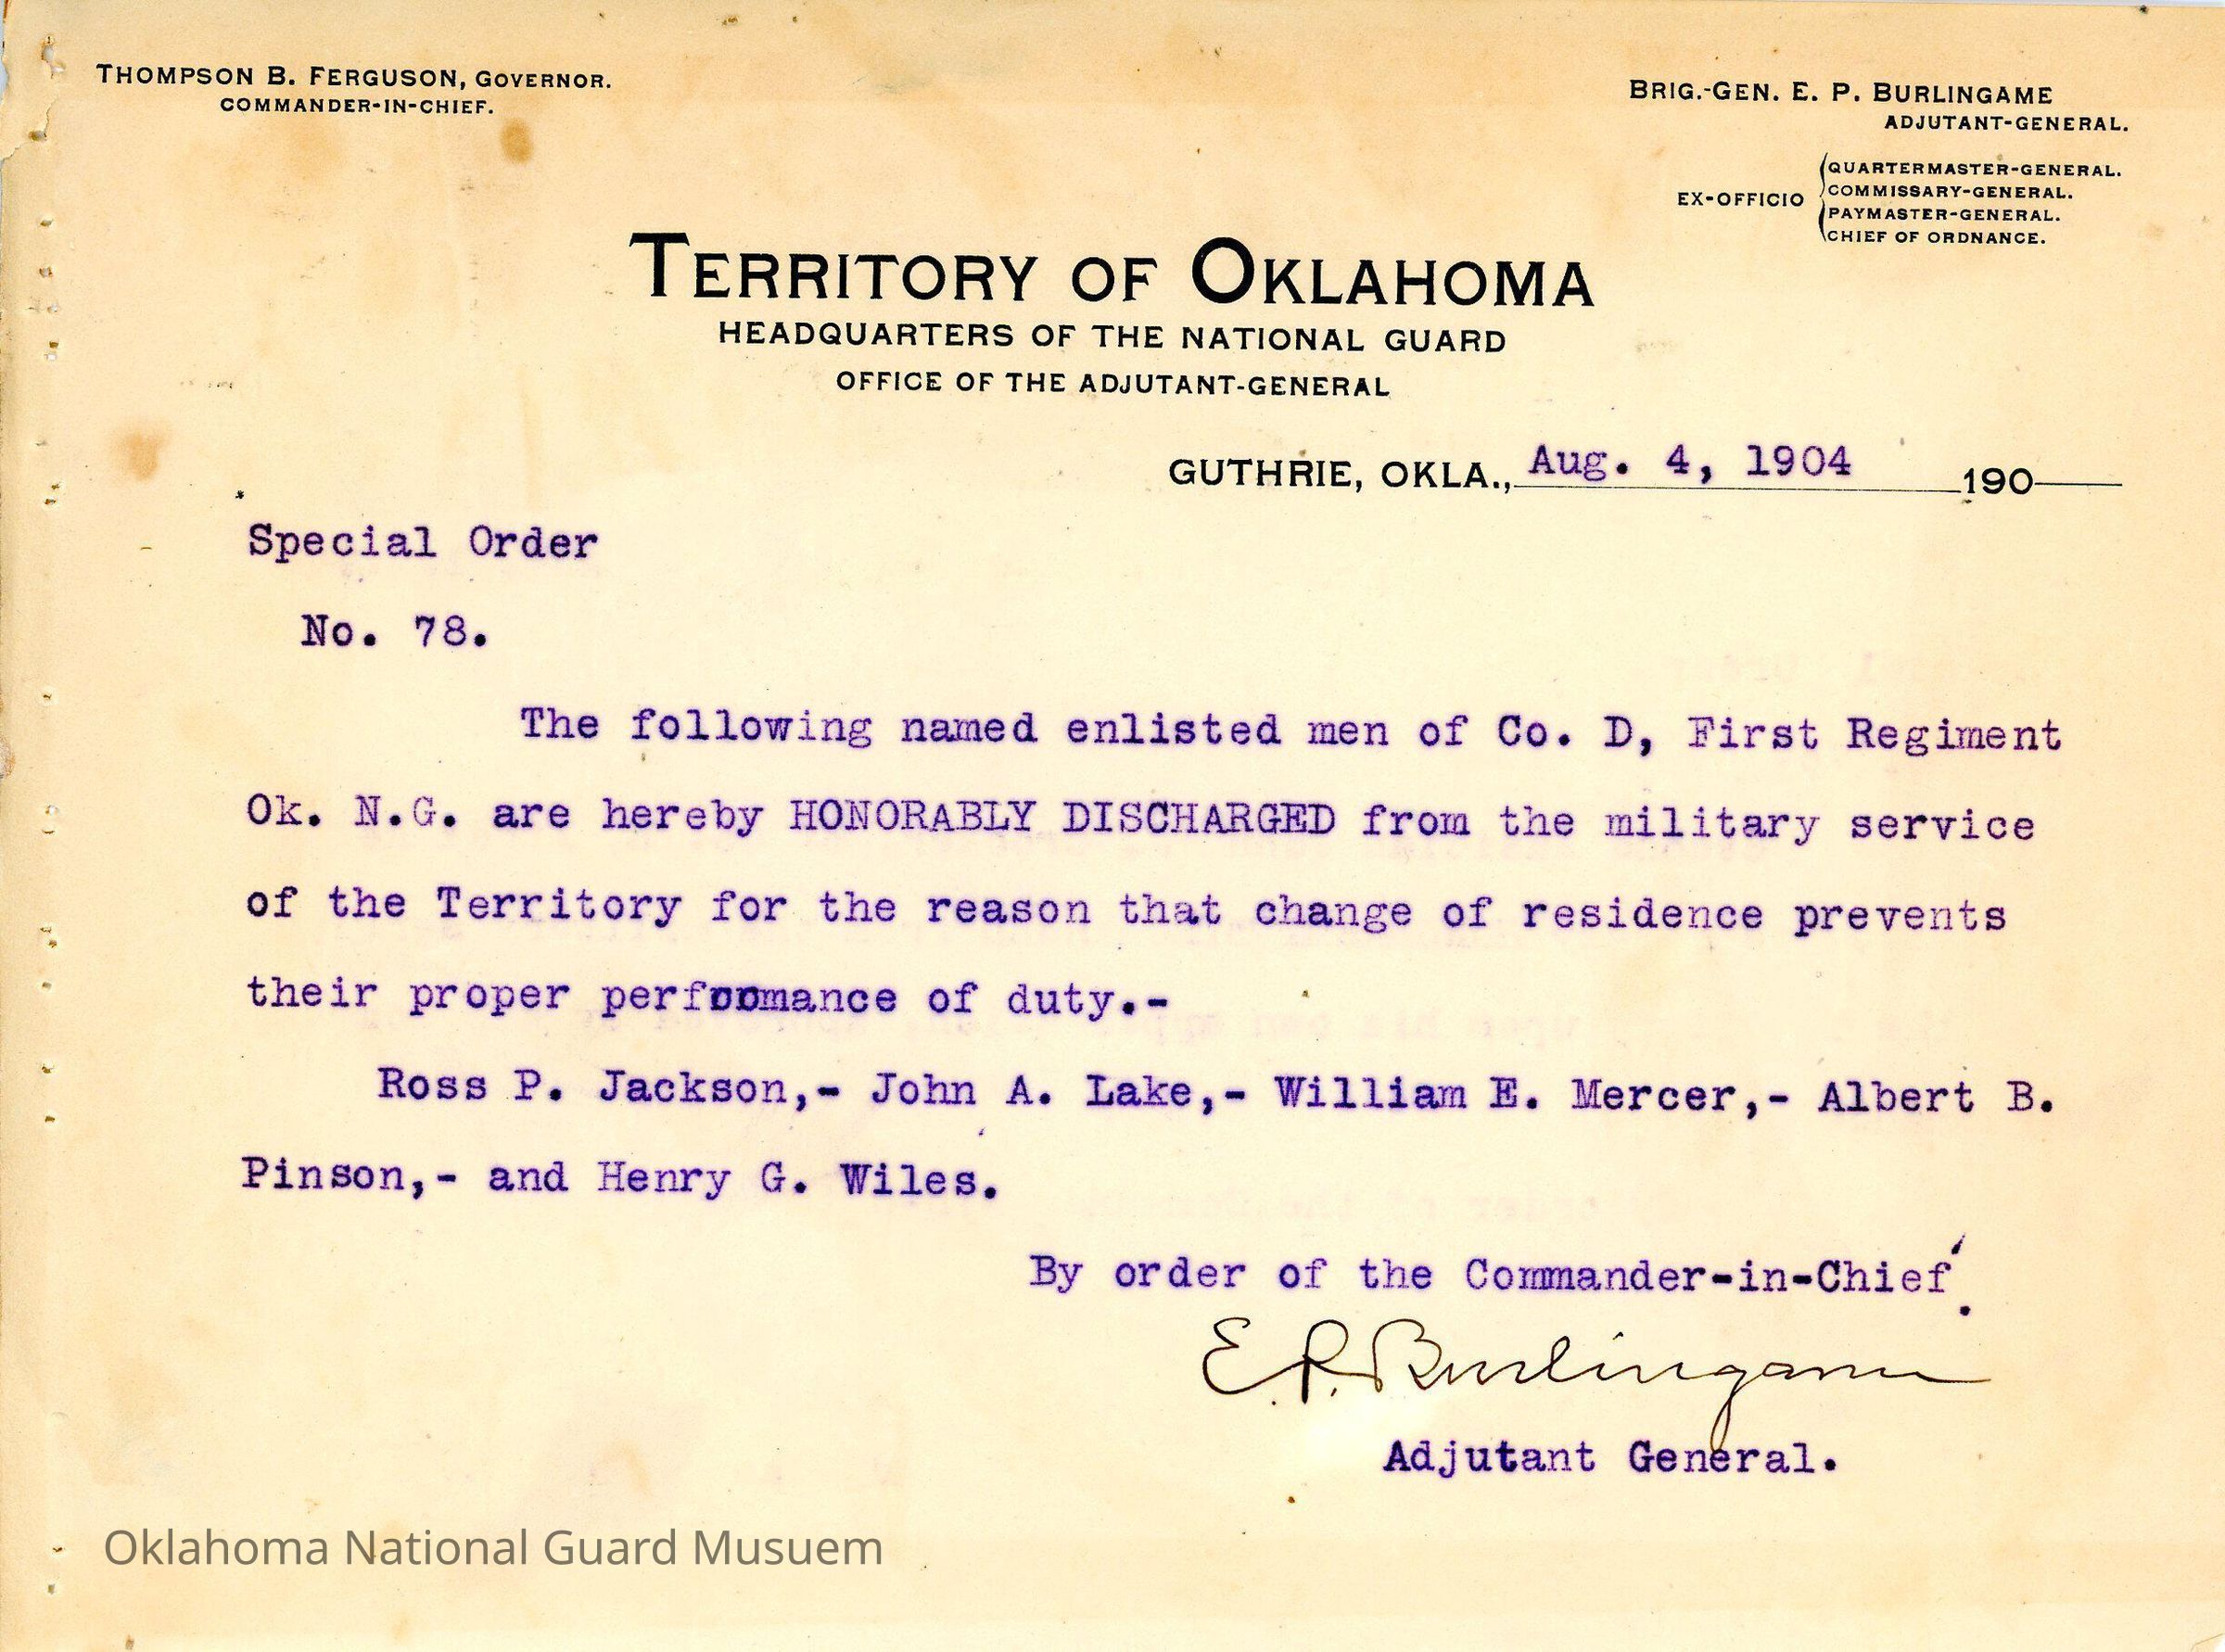 THOMPSON B. FERGUSON, GOVERNOR.
COMMANDER-IN-CHIEF.
BRIG.-GEN. E. P. BURLINGAME
ADJUTANT-GENERAL.
EX-OFFICIO
QUARTERMASTER-GENERAL.
COMMISSARY-GENERAL.
PAYMASTER-GENERAL.
CHIEF OF ORDNANCE.
TERRITORY OF OKLAHOMA
HEADQUARTERS OF THE NATIONAL GUARD
OFFICE OF THE ADJUTANT-GENERAL
GUTHRIE, OKLA., Aug. 4, 1904 190
Special Order
No. 78.
The following named enlisted men of Co. D, First Regiment
Ok. N.G. are hereby HONORABLY DISCHARGED from the military service
of the Territory for the reason that change of residence prevents
their proper performance of duty.-
Ross P. Jackson,- John A. Lake,- William E. Mercer,- Albert B.
Pinson,- and Henry G. Wiles.
By order of the Commander-in-Chief.
E. P. Burlingame
Adjutant General.
Oklahoma National Guard Musuem